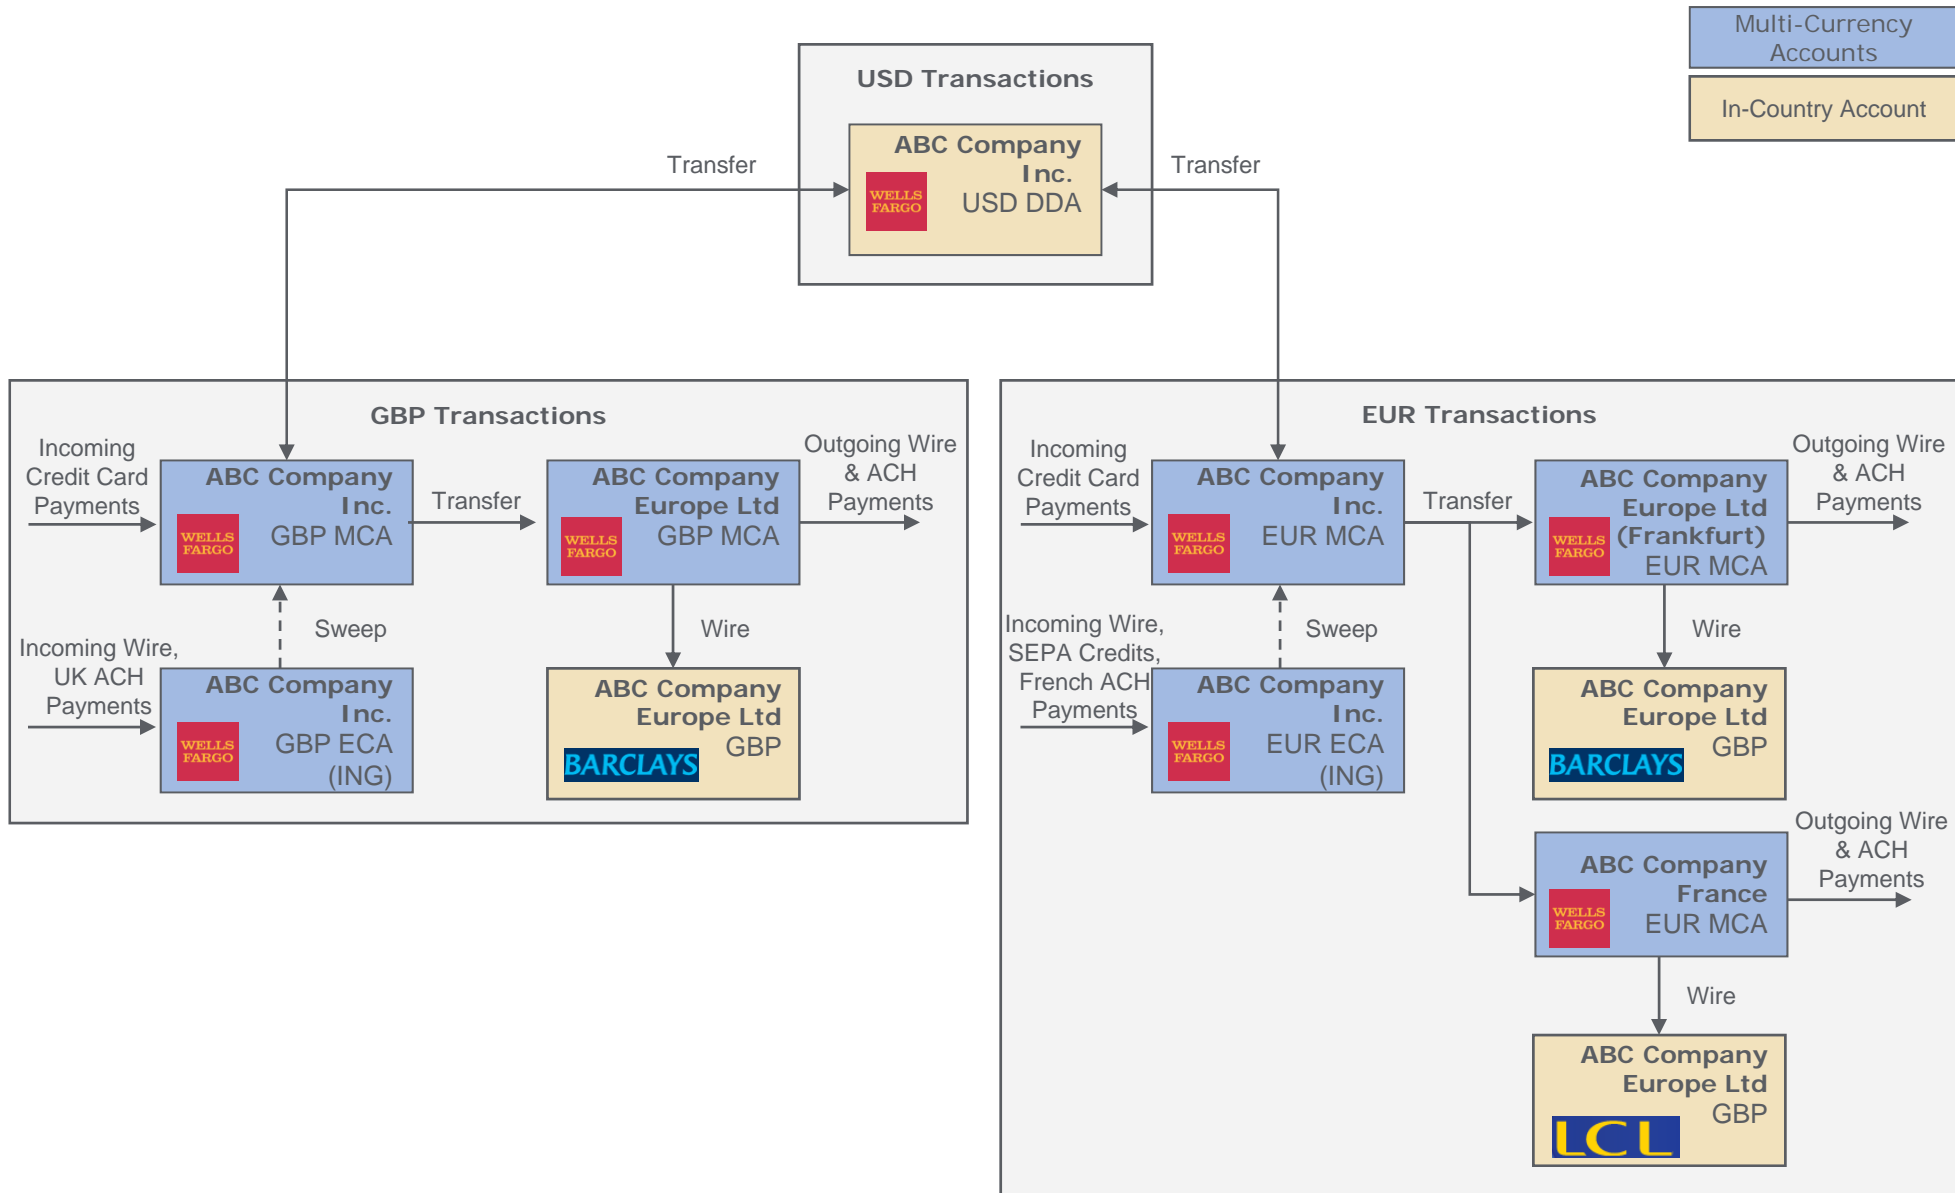 Multi-Currency
Accounts
In-Country Account
USD Transactions
ABC Company
Inc.
USD DDA
WELLS
FARGO
Transfer
Transfer
GBP Transactions
Incoming
Credit Card
Payments
ABC Company
Inc.
GBP MCA
WELLS
FARGO
Transfer
ABC Company
Europe Ltd
GBP MCA
WELLS
FARGO
Outgoing Wire
& ACH
Payments
Sweep
Wire
Incoming Wire,
UK ACH
Payments
ABC Company
Inc.
GBP ECA
(ING)
WELLS
FARGO
ABC Company
Europe Ltd
GBP
BARCLAYS
EUR Transactions
Incoming
Credit Card
Payments
ABC Company
Inc.
EUR MCA
WELLS
FARGO
Transfer
ABC Company
Europe Ltd
(Frankfurt)
EUR MCA
WELLS
FARGO
Outgoing Wire
& ACH
Payments
Sweep
Wire
Incoming Wire,
SEPA Credits,
French ACH
Payments
ABC Company
Inc.
EUR ECA
(ING)
WELLS
FARGO
ABC Company
Europe Ltd
GBP
BARCLAYS
ABC Company
France
EUR MCA
WELLS
FARGO
Outgoing Wire
& ACH
Payments
Wire
ABC Company
Europe Ltd
GBP
LCL